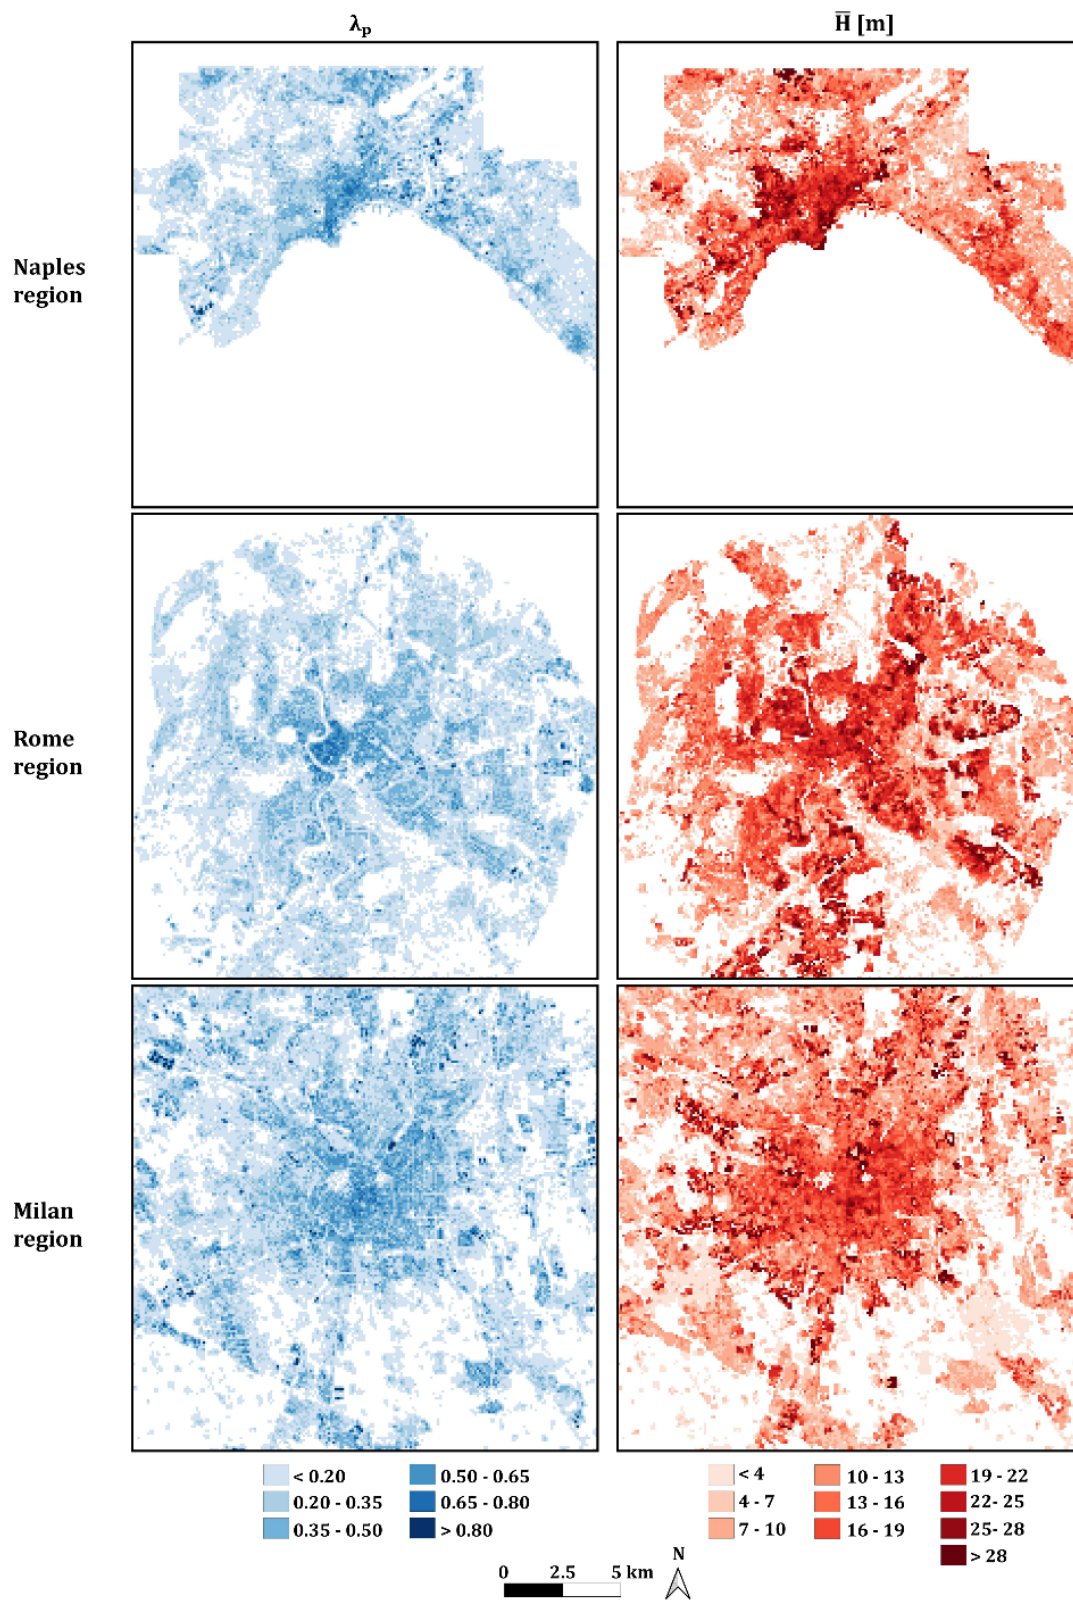 λp
H̅ [m]
Naples
region
Rome
region
Milan
region
< 0.20
0.20 - 0.35
0.35 - 0.50
0.50 - 0.65
0.65 - 0.80
> 0.80
< 4
4 - 7
7 - 10
10 - 13
13 - 16
16 - 19
19 - 22
22 - 25
25- 28
> 28
0 2.5 5 km
N